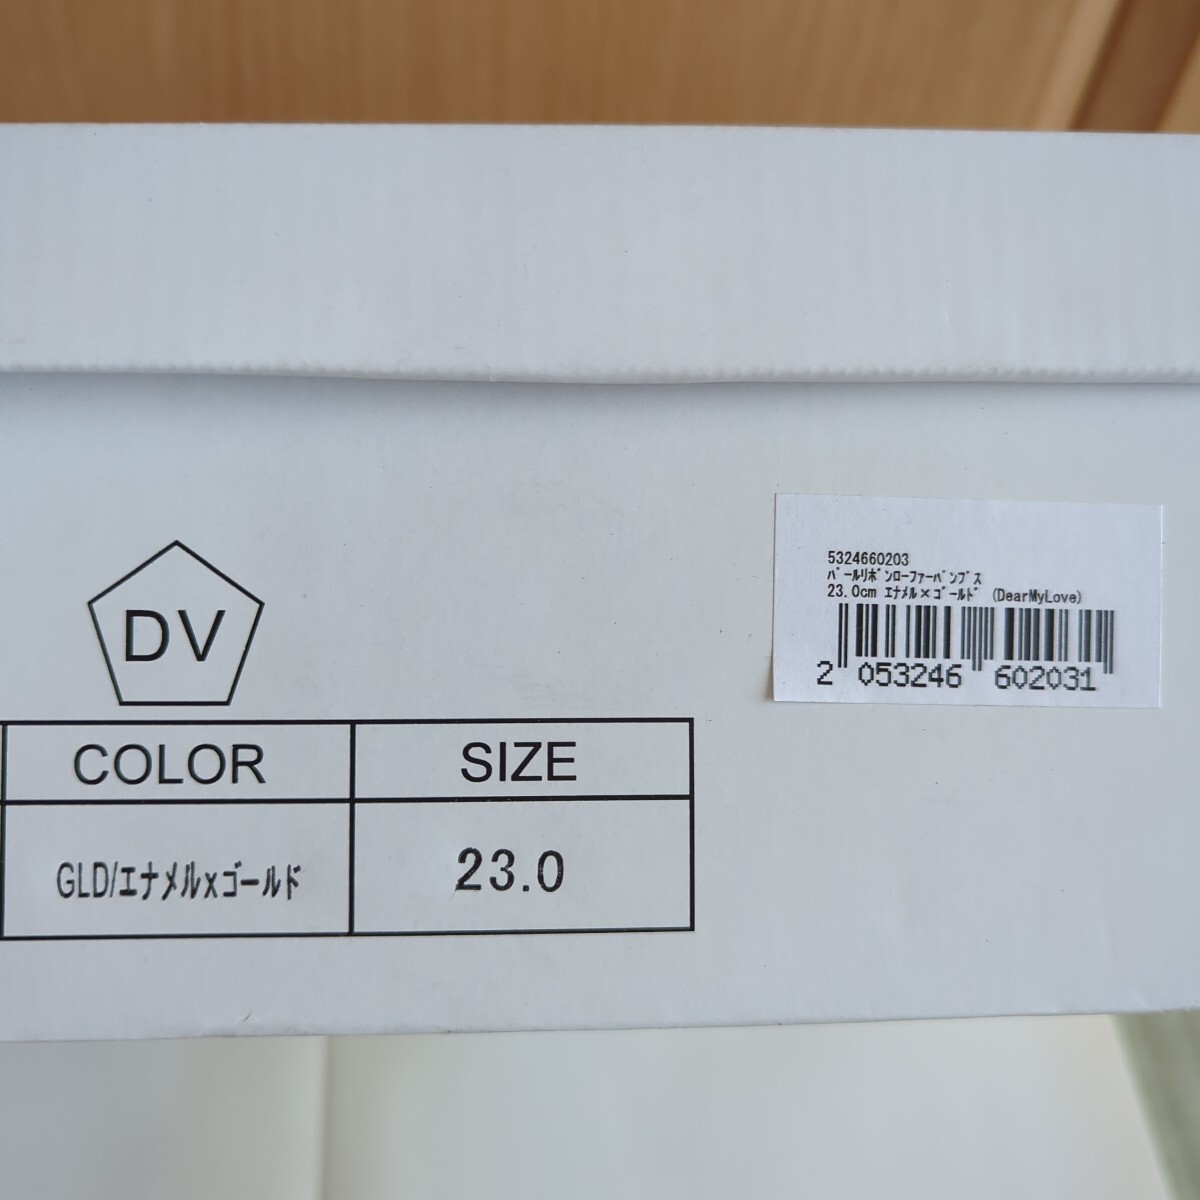 DV
COLOR SIZE
GLD/エナメルxゴールド 23.0
5324660203
ﾊﾟｰﾙﾘﾎﾞﾝﾛｰﾌｧｰﾊﾟﾝﾌﾟｽ
23.0cm ｴﾅﾒﾙ×ｺﾞｰﾙﾄﾞ (DearMyLove)
2 053246 602031